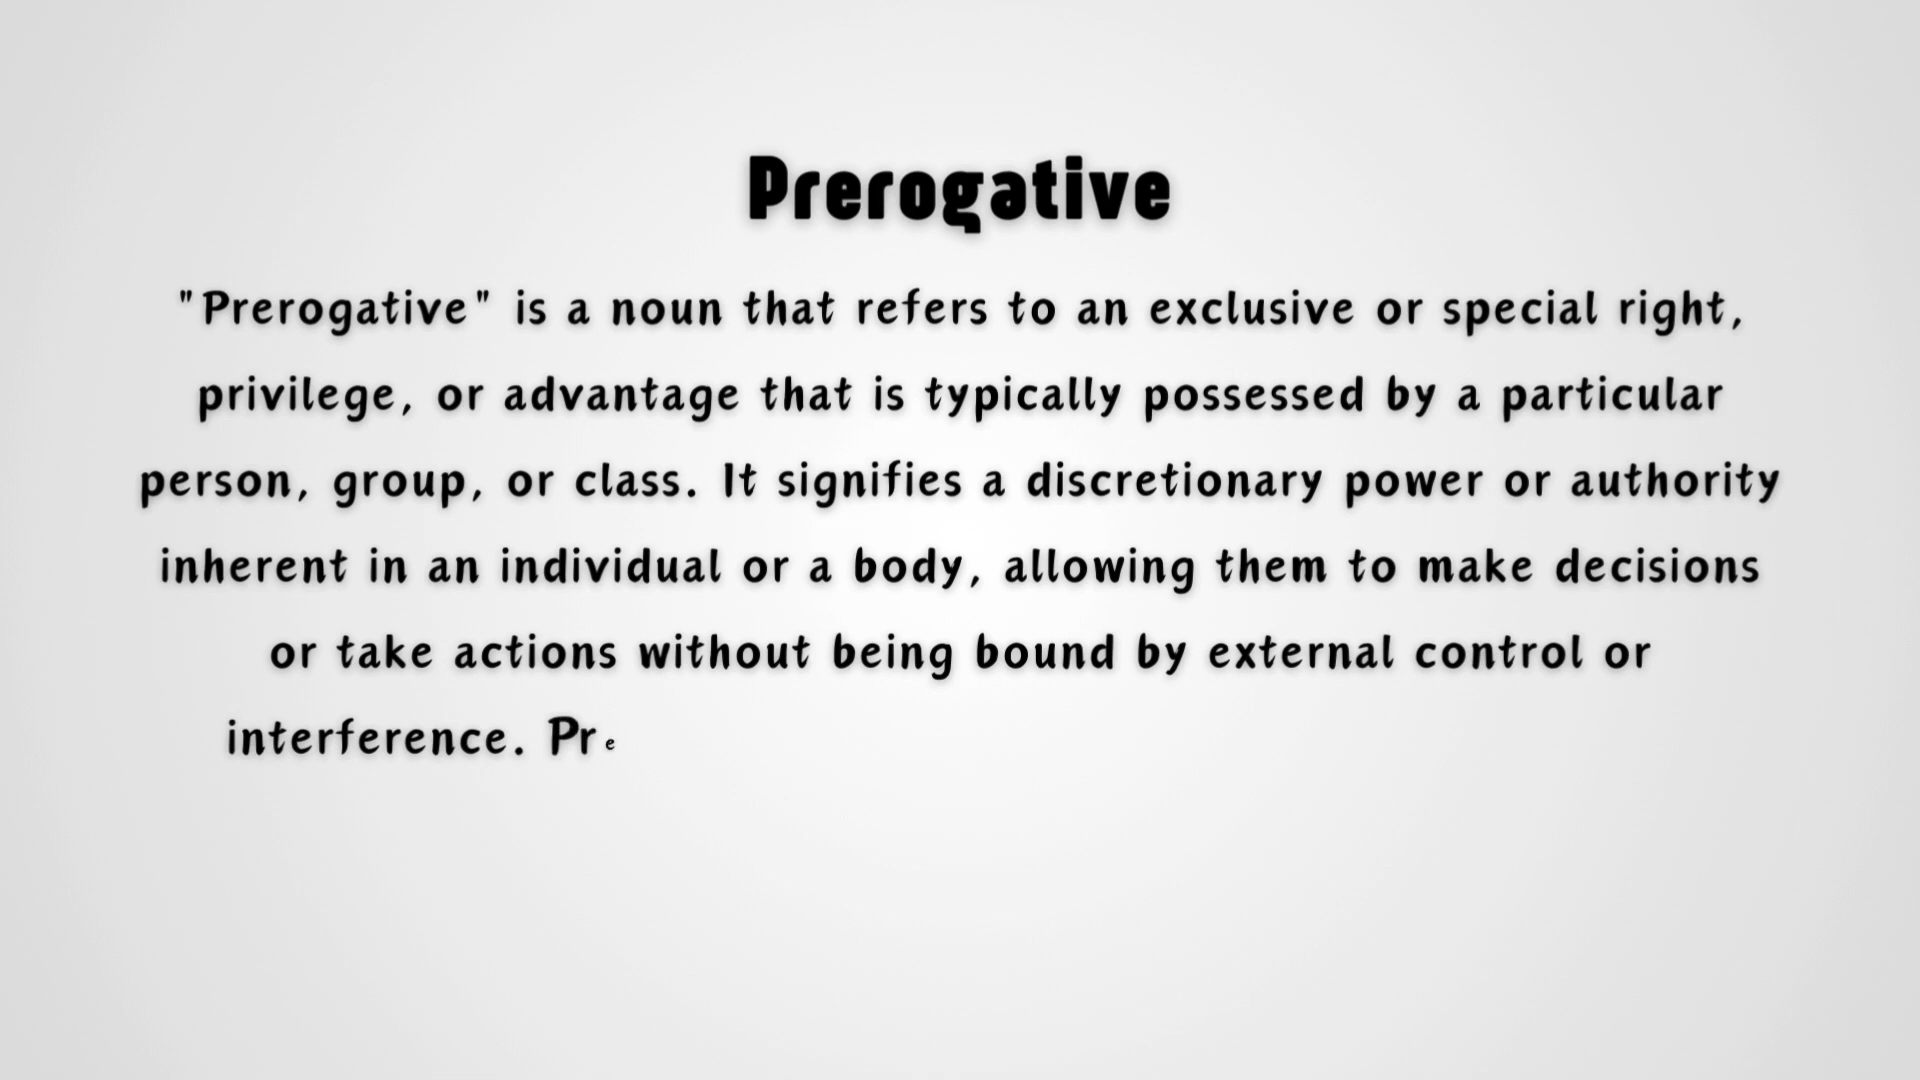 Prerogative
"Prerogative" is a noun that refers to an exclusive or special right,
privilege, or advantage that is typically possessed by a particular
person, group, or class. It signifies a discretionary power or authority
inherent in an individual or a body, allowing them to make decisions
or take actions without being bound by external control or
interference. Pre